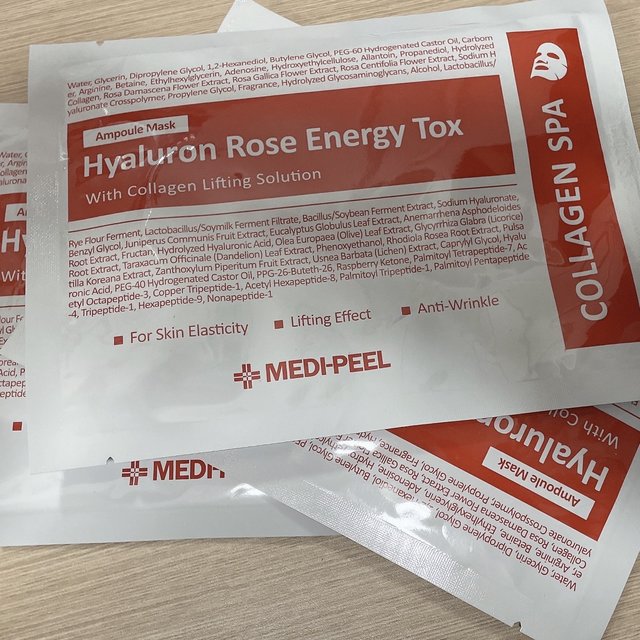 Water, Glycerin, Dipropylene Glycol, 1,2-Hexanediol, Butylene Glycol, PEG-60 Hydrogenated Castor Oil, Carbom
er, Arginine, Betaine, Ethylhexylglycerin, Adenosine, Hydroxyethylcellulose, Allantoin, Propanediol, Hydrolyzed
Collagen, Rosa Damascena Flower Extract, Rosa Gallica Flower Extract, Rosa Centifolia Flower Extract, Sodium H
yaluronate Crosspolymer, Propylene Glycol, Fragrance, Hydrolyzed Glycosaminoglycans, Alcohol, Lactobacillus/
Ampoule Mask
Hyaluron Rose Energy Tox
With Collagen Lifting Solution
COLLAGEN SPA
Rye Flour Ferment, Lactobacillus/Soymilk Ferment Filtrate, Bacillus/Soybean Ferment Extract, Sodium Hyaluronate,
Benzyl Glycol, Juniperus Communis Fruit Extract, Eucalyptus Globulus Leaf Extract, Anemarrhena Asphodeloides
Root Extract, Fructan, Hydrolyzed Hyaluronic Acid, Olea Europaea (Olive) Leaf Extract, Glycyrrhiza Glabra (Licorice)
Root Extract, Taraxacum Officinale (Dandelion) Leaf Extract, Phenoxyethanol, Rhodiola Rosea Root Extract, Pulsa
tilla Koreana Extract, Zanthoxylum Piperitum Fruit Extract, Usnea Barbata (Lichen) Extract, Caprylyl Glycol, Hyalu
ronic Acid, PEG-40 Hydrogenated Castor Oil, PPG-26-Buteth-26, Raspberry Ketone, Palmitoyl Tetrapeptide-7, Ac
etyl Octapeptide-3, Copper Tripeptide-1, Acetyl Hexapeptide-8, Palmitoyl Tripeptide-1, Palmitoyl Pentapeptide
-4, Tripeptide-1, Hexapeptide-9, Nonapeptide-1
For Skin Elasticity
Lifting Effect
Anti-Wrinkle
MEDI-PEEL
MEDI
With Coll
Hyaluron
Ampoule Mask